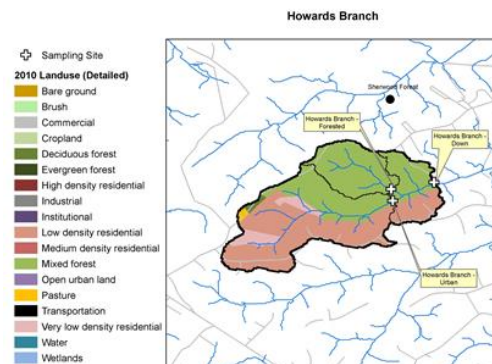 Howards Branch
Sampling Site
2010 Landuse (Detailed)
Bare ground
Brush
Commercial
Cropland
Deciduous forest
Evergreen forest
High density residential
Industrial
Institutional
Low density residential
Medium density residential
Mixed forest
Open urban land
Pasture
Transportation
Very low density residential
Water
Wetlands
Sherwood Forest
Howards Branch -
Forested
Howards Branch -
Down
Howards Branch -
Urban